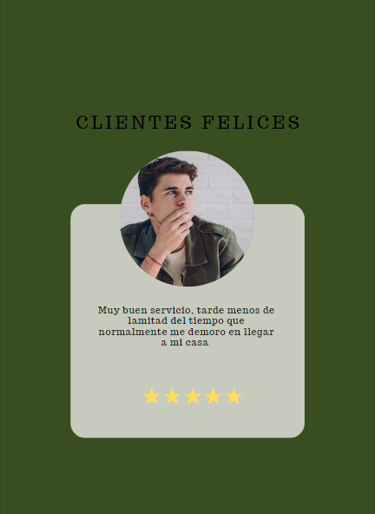 CLIENTES FELICES
Muy buen servicio, tarde menos de
lamitad del tiempo que
normalmente me demoro en llegar
a mi casa